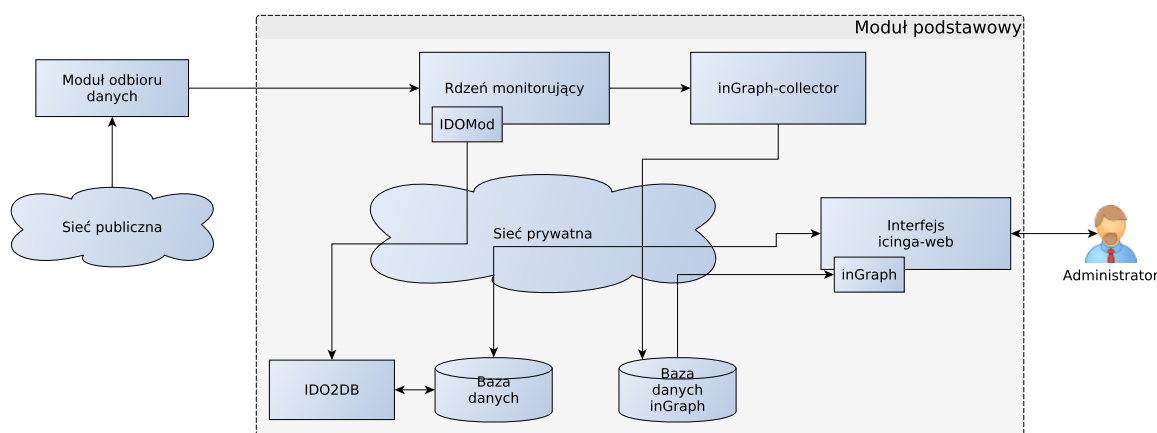 Moduł podstawowy
Moduł odbioru
danych
Rdzeń monitorujący
inGraph-collector
IDOMod
Sieć publiczna
Sieć prywatna
Interfejs
icinga-web
inGraph
Administrator
IDO2DB
Baza
danych
Baza
danych
inGraph